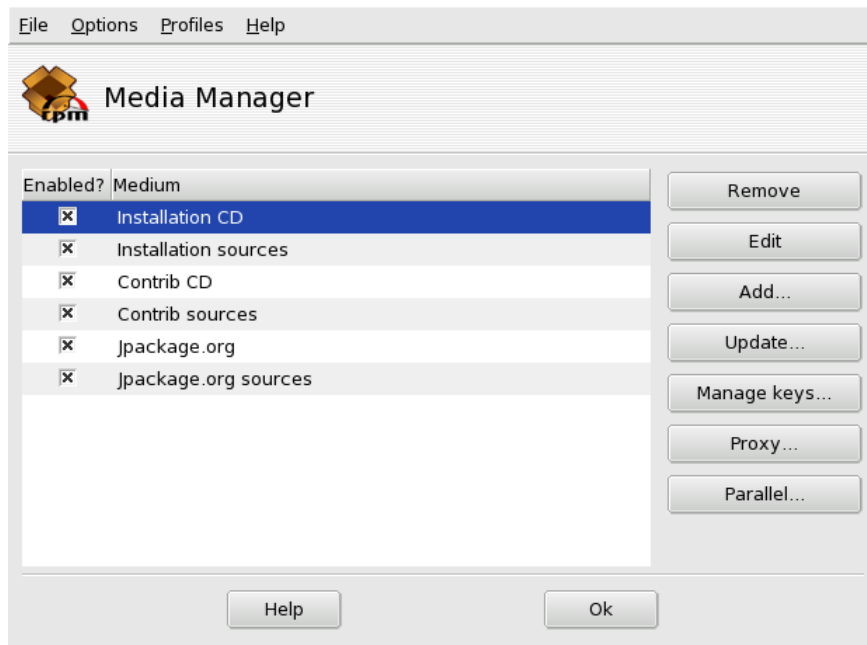 File Options Profiles Help
rpm
Media Manager
Enabled? Medium
Installation CD
Installation sources
Contrib CD
Contrib sources
Jpackage.org
Jpackage.org sources
Remove
Edit
Add...
Update...
Manage keys...
Proxy...
Parallel...
Help
Ok